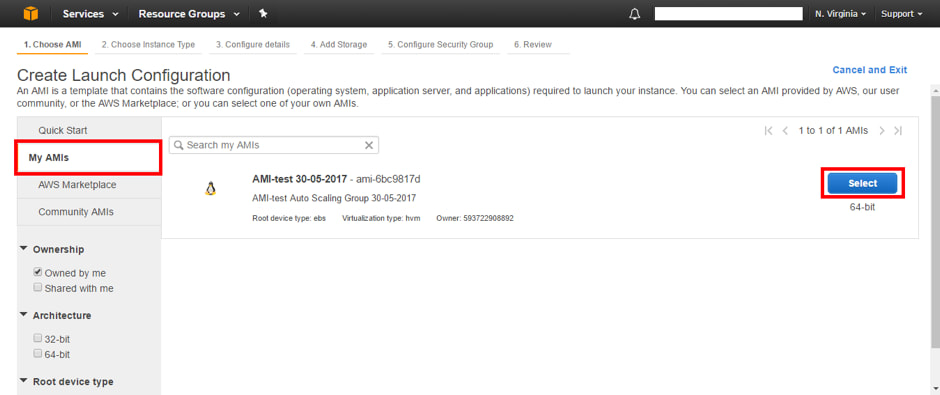 Services Resource Groups N. Virginia Support
1. Choose AMI 2. Choose Instance Type 3. Configure details 4. Add Storage 5. Configure Security Group 6. Review
Create Launch Configuration
Cancel and Exit
An AMI is a template that contains the software configuration (operating system, application server, and applications) required to launch your instance. You can select an AMI provided by AWS, our user
community, or the AWS Marketplace; or you can select one of your own AMIs.
Quick Start
My AMIs
AWS Marketplace
Community AMIs
Ownership
Owned by me
Shared with me
Architecture
32-bit
64-bit
Root device type
1 to 1 of 1 AMIs
Search my AMIs
AMI-test 30-05-2017 - ami-6bc9817d
AMI-test Auto Scaling Group 30-05-2017
Root device type: ebs Virtualization type: hvm Owner: 593722908892
Select
64-bit